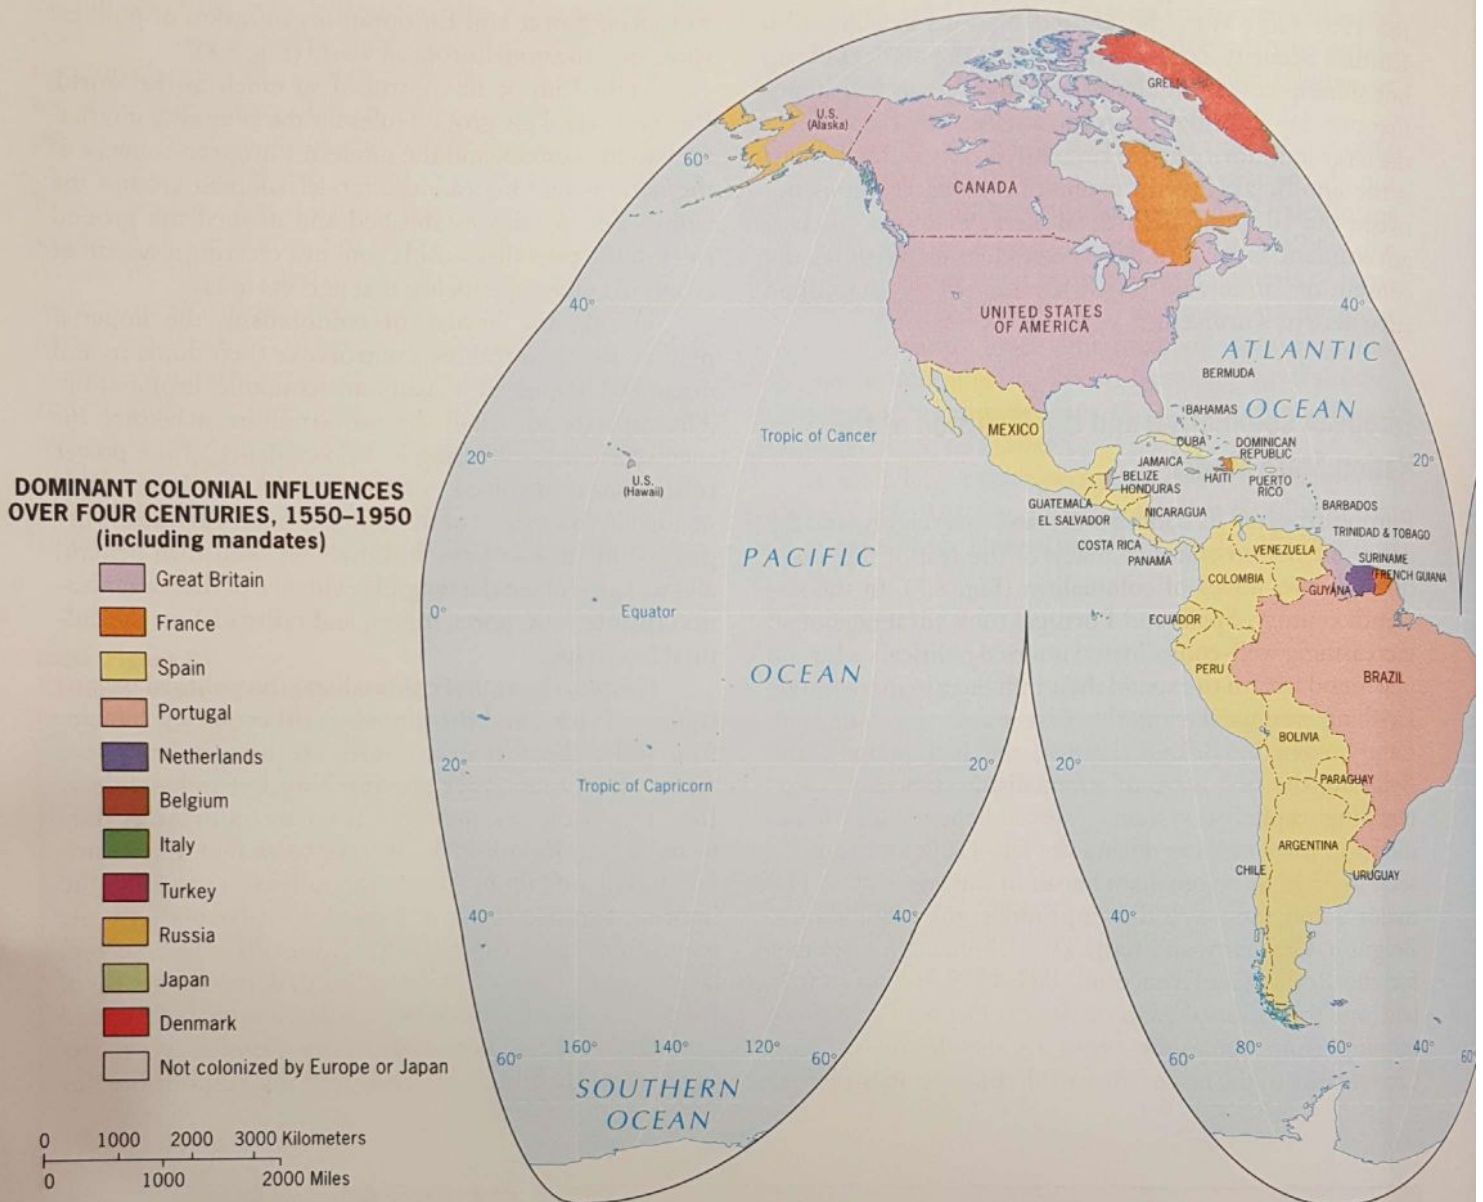 DOMINANT COLONIAL INFLUENCES
OVER FOUR CENTURIES, 1550–1950
(including mandates)
Great Britain
France
Spain
Portugal
Netherlands
Belgium
Italy
Turkey
Russia
Japan
Denmark
Not colonized by Europe or Japan
0 1000 2000 3000 Kilometers
0 1000 2000 Miles
U.S.
(Alaska)
60°
CANADA
40°
UNITED STATES
OF AMERICA
40°
ATLANTIC
OCEAN
BERMUDA
BAHAMAS
Tropic of Cancer
MEXICO
CUBA
DOMINICAN
REPUBLIC
20°
U.S.
(Hawaii)
JAMAICA
HAITI
PUERTO
RICO
20°
BELIZE
HONDURAS
GUATEMALA
EL SALVADOR
NICARAGUA
BARBADOS
COSTA RICA
PANAMA
TRINIDAD & TOBAGO
PACIFIC
OCEAN
VENEZUELA
COLOMBIA
SURINAME
FRENCH GUIANA
GUYANA
0°
Equator
ECUADOR
PERU
BRAZIL
BOLIVIA
20°
20°
20°
Tropic of Capricorn
PARAGUAY
ARGENTINA
CHILE
URUGUAY
40°
40°
40°
60°
160°
140°
120°
60°
60°
80°
60°
40°
60°
SOUTHERN
OCEAN